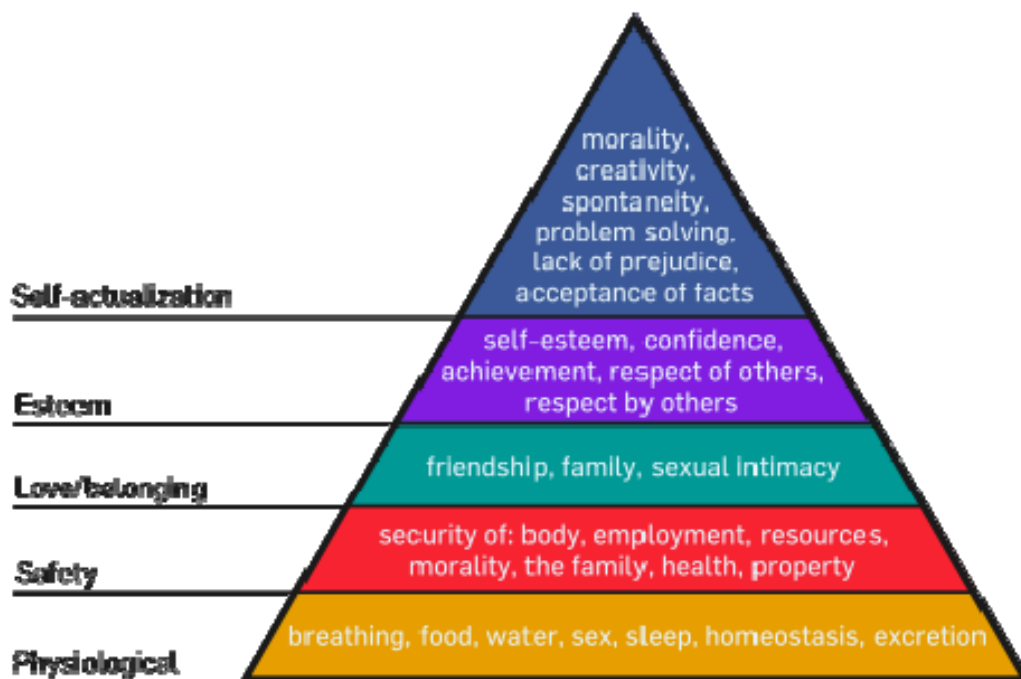 morality,
creativity,
spontaneity,
problem solving,
lack of prejudice,
acceptance of facts
Self-actualization
self-esteem, confidence,
achievement, respect of others,
respect by others
Esteem
friendship, family, sexual intimacy
Love/belonging
security of: body, employment, resources,
morality, the family, health, property
Safety
breathing, food, water, sex, sleep, homeostasis, excretion
Physiological